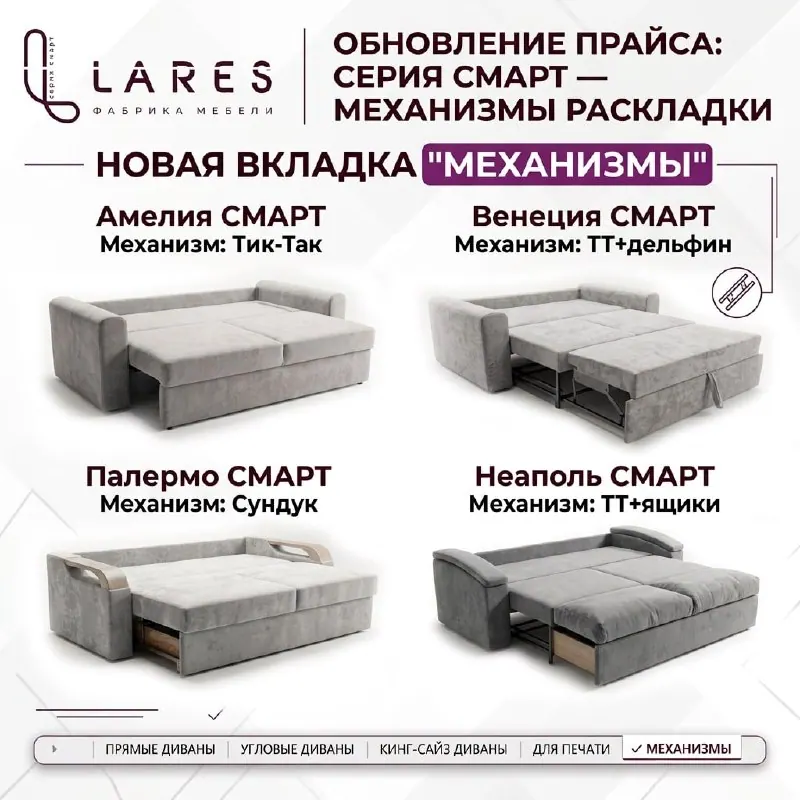 серия смарт
LARES
ФАБРИКА МЕБЕЛИ
ОБНОВЛЕНИЕ ПРАЙСА:
СЕРИЯ СМАРТ —
МЕХАНИЗМЫ РАСКЛАДКИ
НОВАЯ ВКЛАДКА "МЕХАНИЗМЫ"
Амелия СМАРТ
Механизм: Тик-Так
Венеция СМАРТ
Механизм: ТТ+дельфин
Палермо СМАРТ
Механизм: Сундук
Неаполь СМАРТ
Механизм: ТТ+ящики
ПРЯМЫЕ ДИВАНЫ | УГЛОВЫЕ ДИВАНЫ | КИНГ-САЙЗ ДИВАНЫ | ДЛЯ ПЕЧАТИ | ✓ МЕХАНИЗМЫ